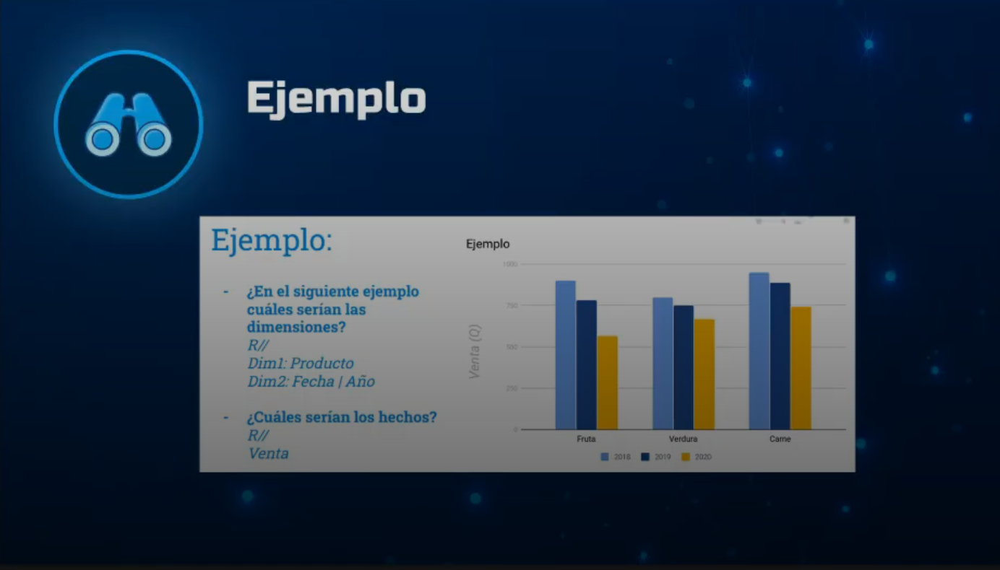 Ejemplo
Ejemplo:
- ¿En el siguiente ejemplo
cuáles serían las
dimensiones?
R//
Dim1: Producto
Dim2: Fecha | Año
- ¿Cuáles serían los hechos?
R//
Venta
Ejemplo
Venta (Q)
1000
750
500
250
0
Fruta Verdura Carne
2018 2019 2020